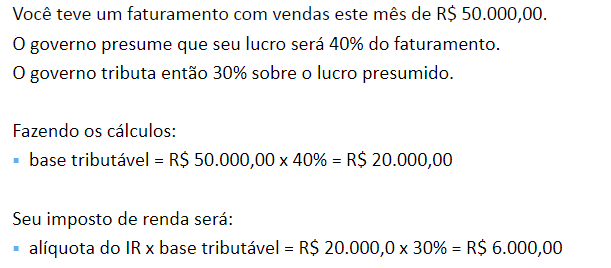 Você teve um faturamento com vendas este mês de R$ 50.000,00.
O governo presume que seu lucro será 40% do faturamento.
O governo tributa então 30% sobre o lucro presumido.
Fazendo os cálculos:
▪ base tributável = R$ 50.000,00 x 40% = R$ 20.000,00
Seu imposto de renda será:
▪ alíquota do IR x base tributável = R$ 20.000,0 x 30% = R$ 6.000,00